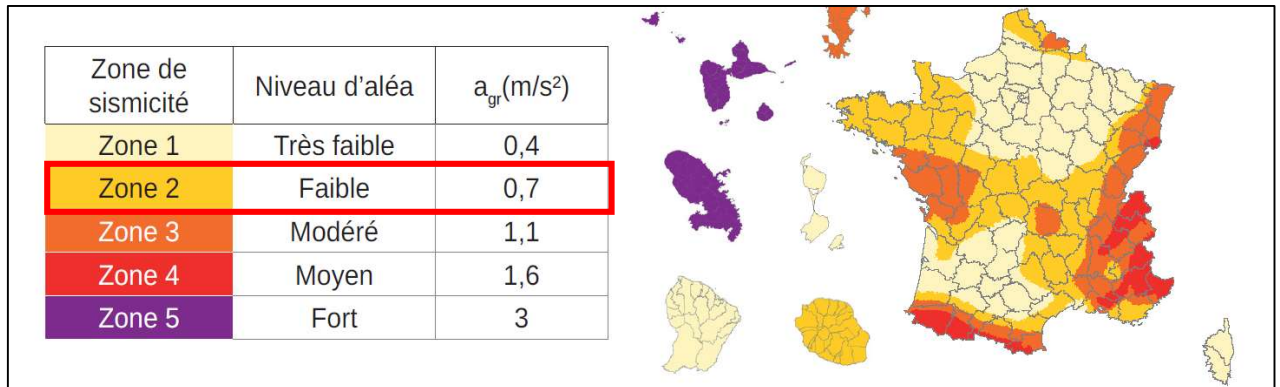 Zone de sismicité Niveau d'aléa a_gr(m/s²)
Zone 1 Très faible 0,4
Zone 2 Faible 0,7
Zone 3 Modéré 1,1
Zone 4 Moyen 1,6
Zone 5 Fort 3